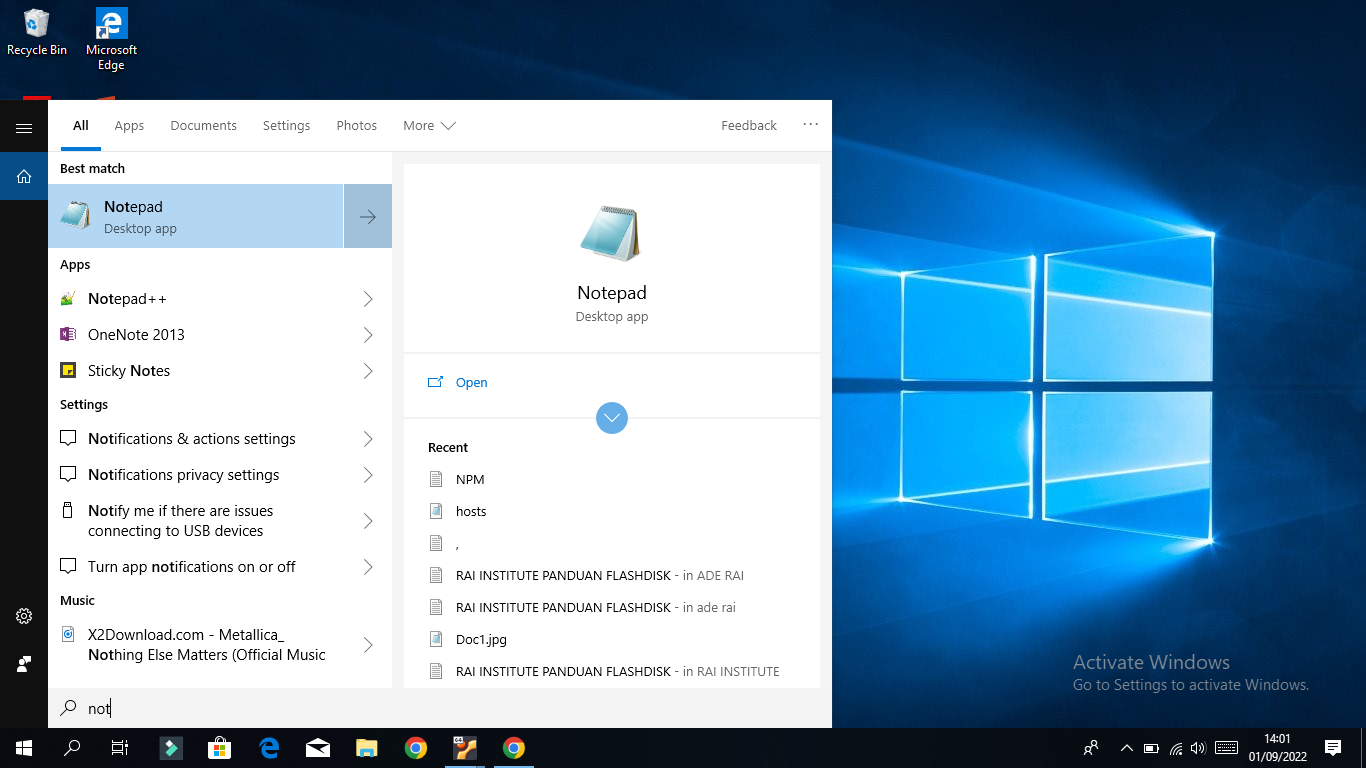 Recycle Bin
Microsoft
Edge
All
Apps
Documents
Settings
Photos
More
Feedback
Best match
Notepad
Desktop app
Apps
Notepad++
OneNote 2013
Sticky Notes
Settings
Notifications & actions settings
Notifications privacy settings
Notify me if there are issues
connecting to USB devices
Turn app notifications on or off
Music
X2Download.com - Metallica_
Nothing Else Matters (Official Music
not
Notepad
Desktop app
Open
Recent
NPM
hosts
,
RAI INSTITUTE PANDUAN FLASHDISK - in ADE RAI
RAI INSTITUTE PANDUAN FLASHDISK - in ade rai
Doc1.jpg
RAI INSTITUTE PANDUAN FLASHDISK - in RAI INSTITUTE
Activate Windows
Go to Settings to activate Windows.
64
14:01
01/09/2022